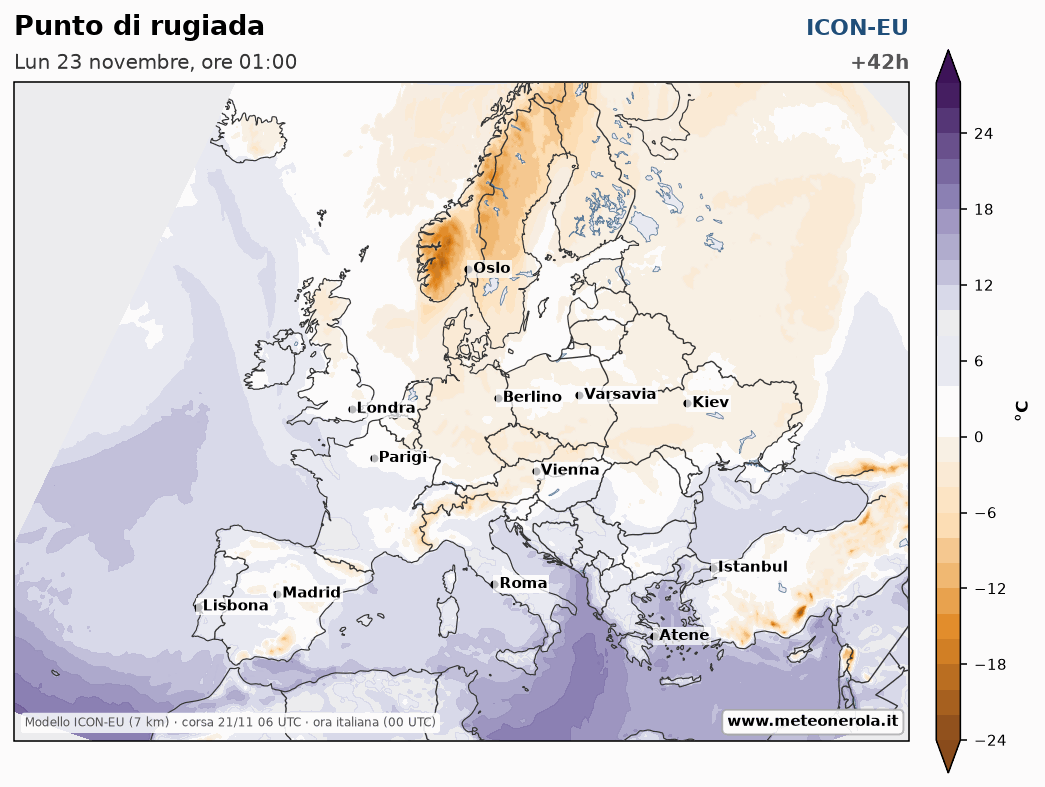 Punto di rugiada
ICON-EU
Lun 23 novembre, ore 01:00
+42h
24
18
12
6
0
−6
−12
−18
−24
°C
Oslo
Berlino
Varsavia
Kiev
Londra
Parigi
Vienna
Istanbul
Madrid
Roma
Lisbona
Atene
Modello ICON-EU (7 km) · corsa 21/11 06 UTC · ora italiana (00 UTC)
www.meteonerola.it